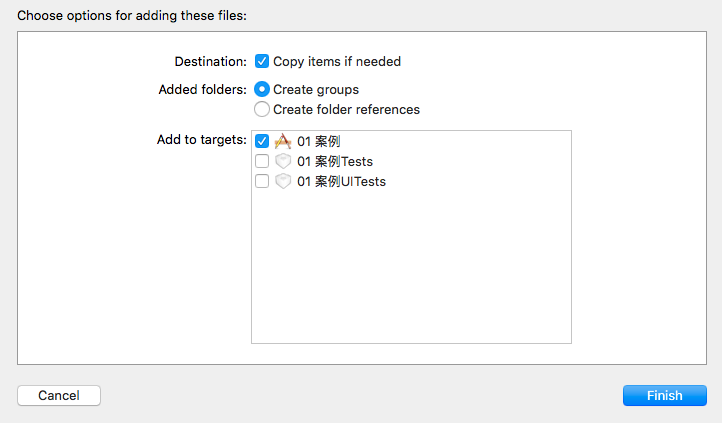 Choose options for adding these files:
Destination: Copy items if needed
Added folders: Create groups
Create folder references
Add to targets: 01 案例
01 案例Tests
01 案例UITests
Cancel Finish